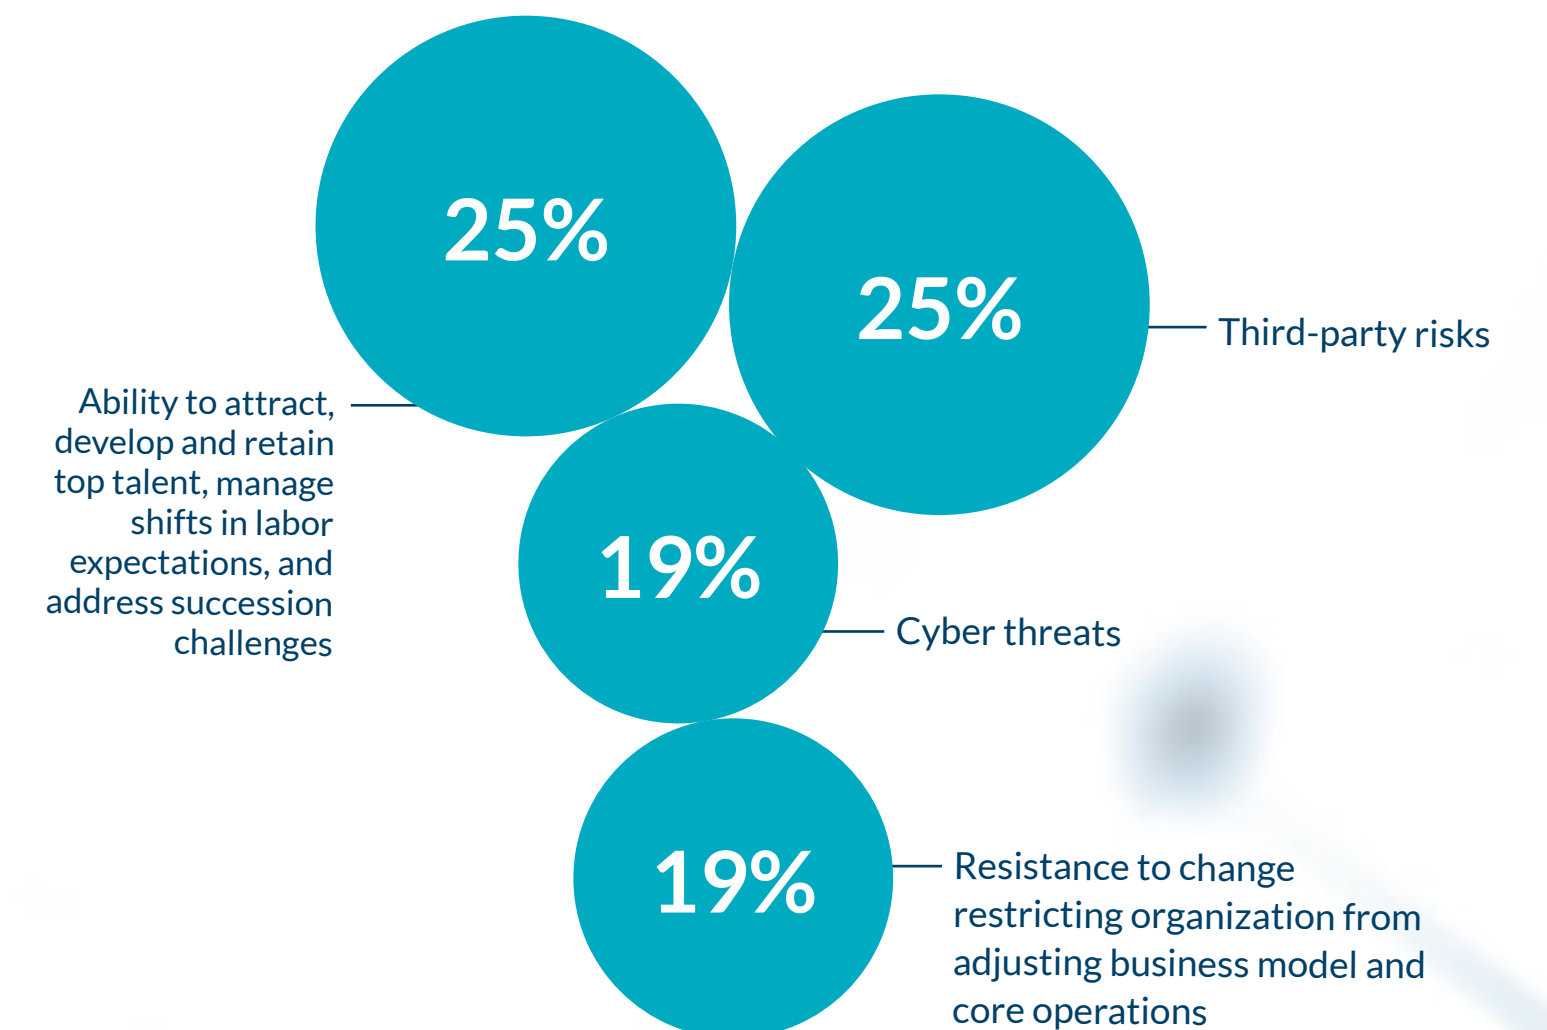 25%
25%
Third-party risks
Ability to attract,
develop and retain
top talent, manage
shifts in labor
expectations, and
address succession
challenges
19%
Cyber threats
19%
Resistance to change
restricting organization from
adjusting business model and
core operations